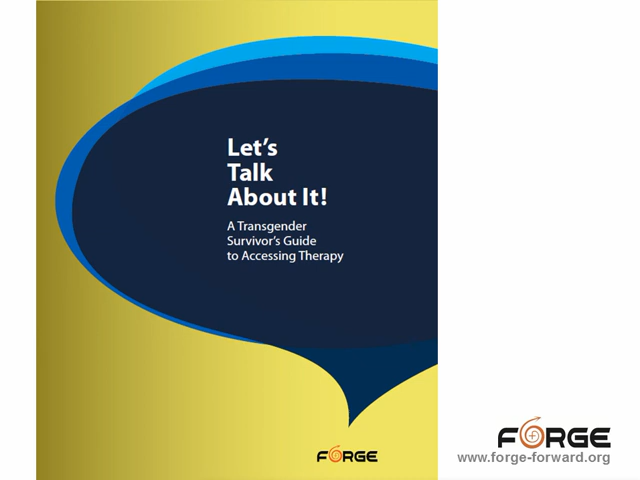 Let's
Talk
About It!
A Transgender
Survivor's Guide
to Accessing Therapy
FORGE
FORGE
www.forge-forward.org